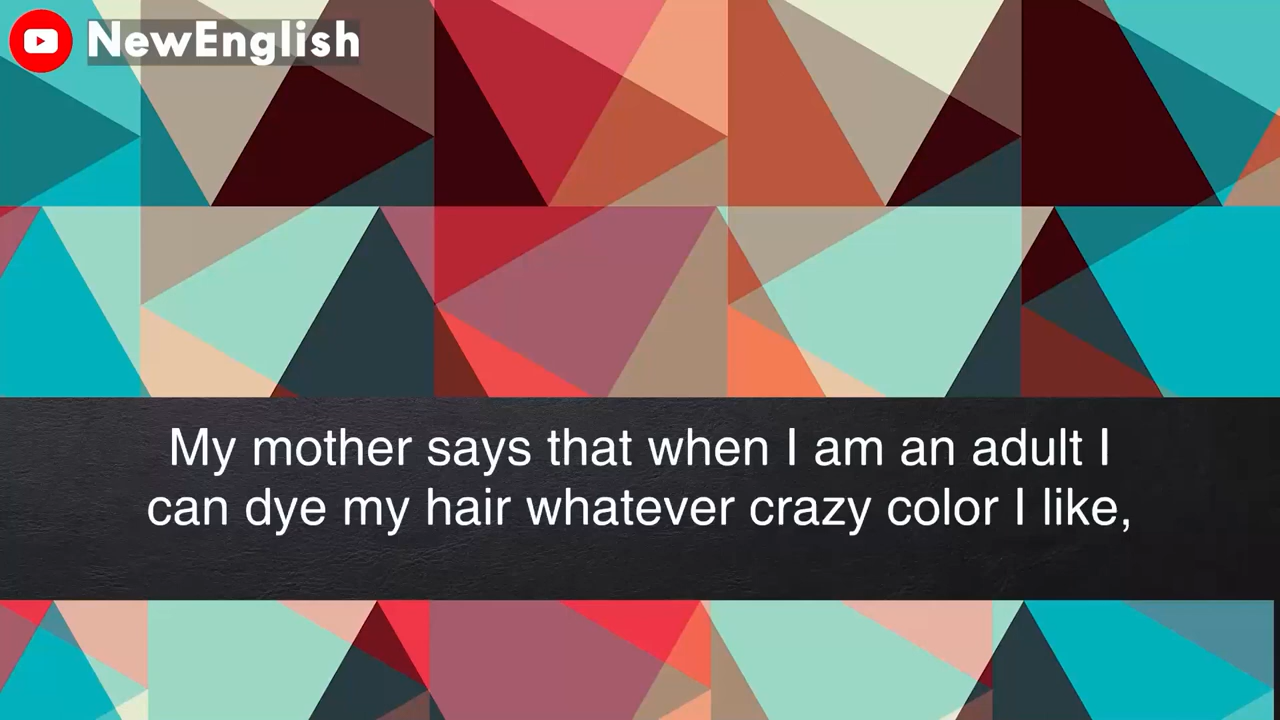 NewEnglish
My mother says that when I am an adult I
can dye my hair whatever crazy color I like,